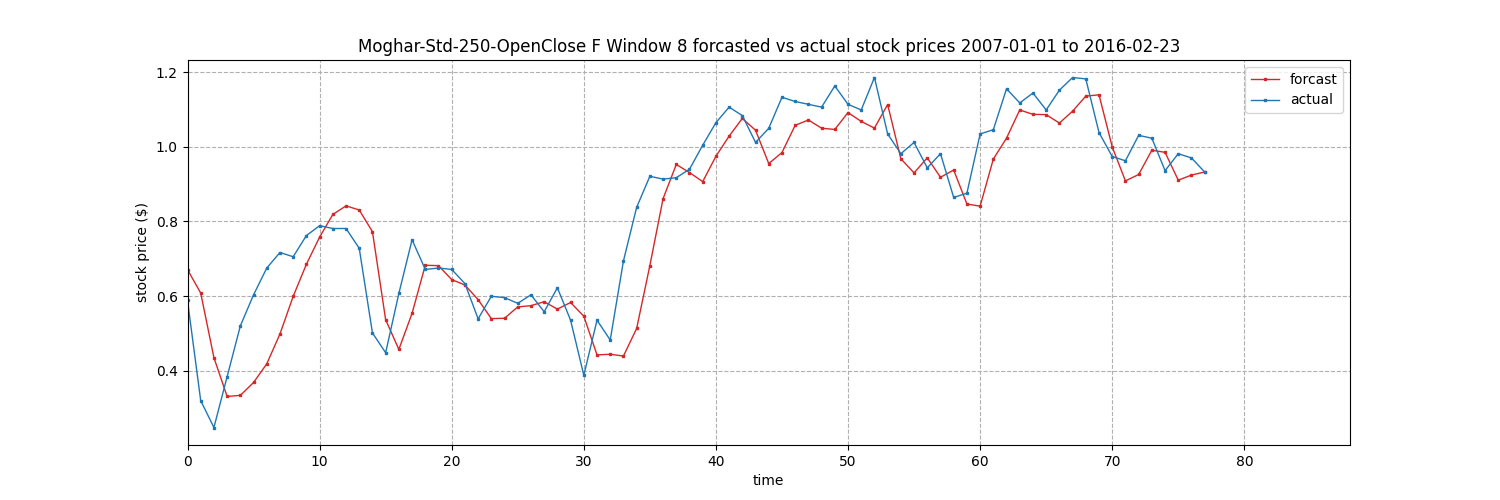 Moghar-Std-250-OpenClose F Window 8 forcasted vs actual stock prices 2007-01-01 to 2016-02-23
forcast
actual
stock price ($)
1.2
1.0
0.8
0.6
0.4
0 10 20 30 40 50 60 70 80
time